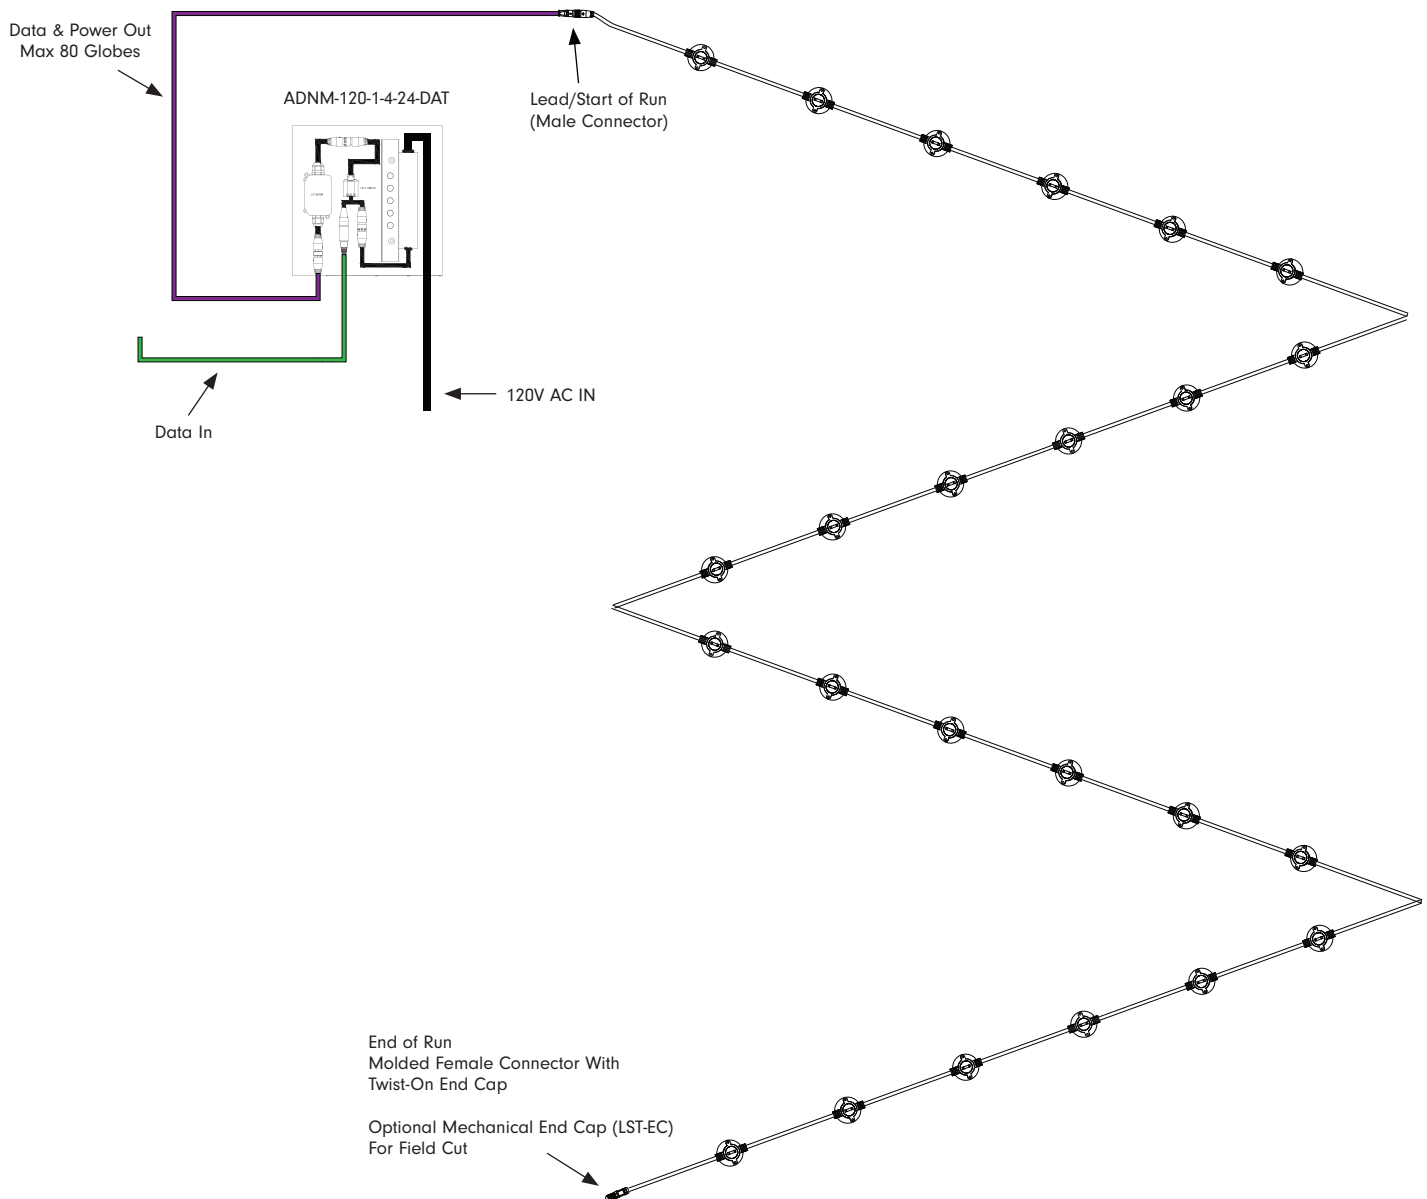 Data & Power Out
Max 80 Globes
ADNM-120-1-4-24-DAT
Lead/Start of Run
(Male Connector)
120V AC IN
Data In
End of Run
Molded Female Connector With
Twist-On End Cap
Optional Mechanical End Cap (LST-EC)
For Field Cut